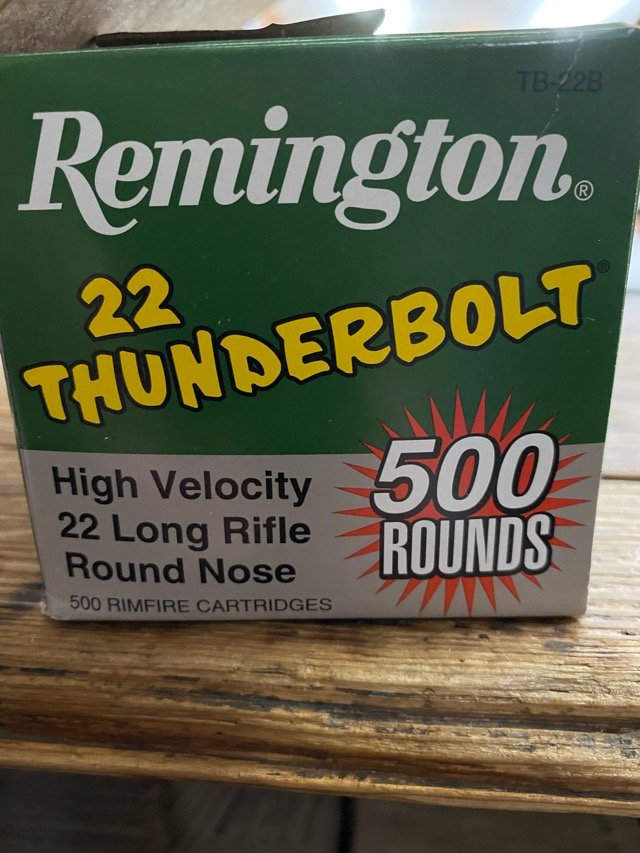 TB-22B
Remington®
22
THUNDERBOLT®
High Velocity
22 Long Rifle
Round Nose
500 RIMFIRE CARTRIDGES
500
ROUNDS